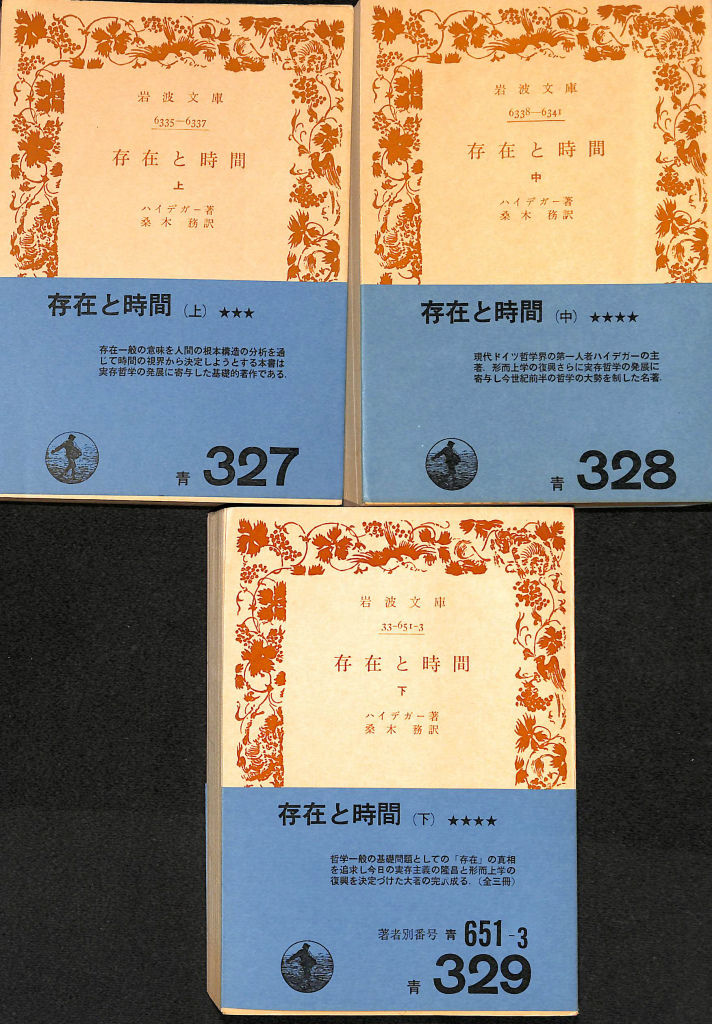 岩波文庫
6335—6337
存在と時間
上
ハイデガー著
桑木務訳
存在と時間(上)★★★
存在一般の意味を人間の根本構造の分析を通
じて時間の視界から決定しようとする本書は
実存哲学の発展に寄与した基礎的著作である.
青 327
岩波文庫
6338—6341
存在と時間
中
ハイデガー著
桑木務訳
存在と時間(中)★★★★
現代ドイツ哲学界の第一人者ハイデガーの主
著. 形而上学の復興さらに実存哲学の発展に
寄与し今世紀前半の哲学の大勢を制した名著.
青 328
岩波文庫
33-651-3
存在と時間
下
ハイデガー著
桑木務訳
存在と時間(下)★★★★
哲学一般の基礎問題としての「存在」の真相
を追求し今日の実存主義の隆昌と形而上学の
復興を決定づけた大著の完訳成る.(全三冊)
著者別番号 青 651-3
青 329